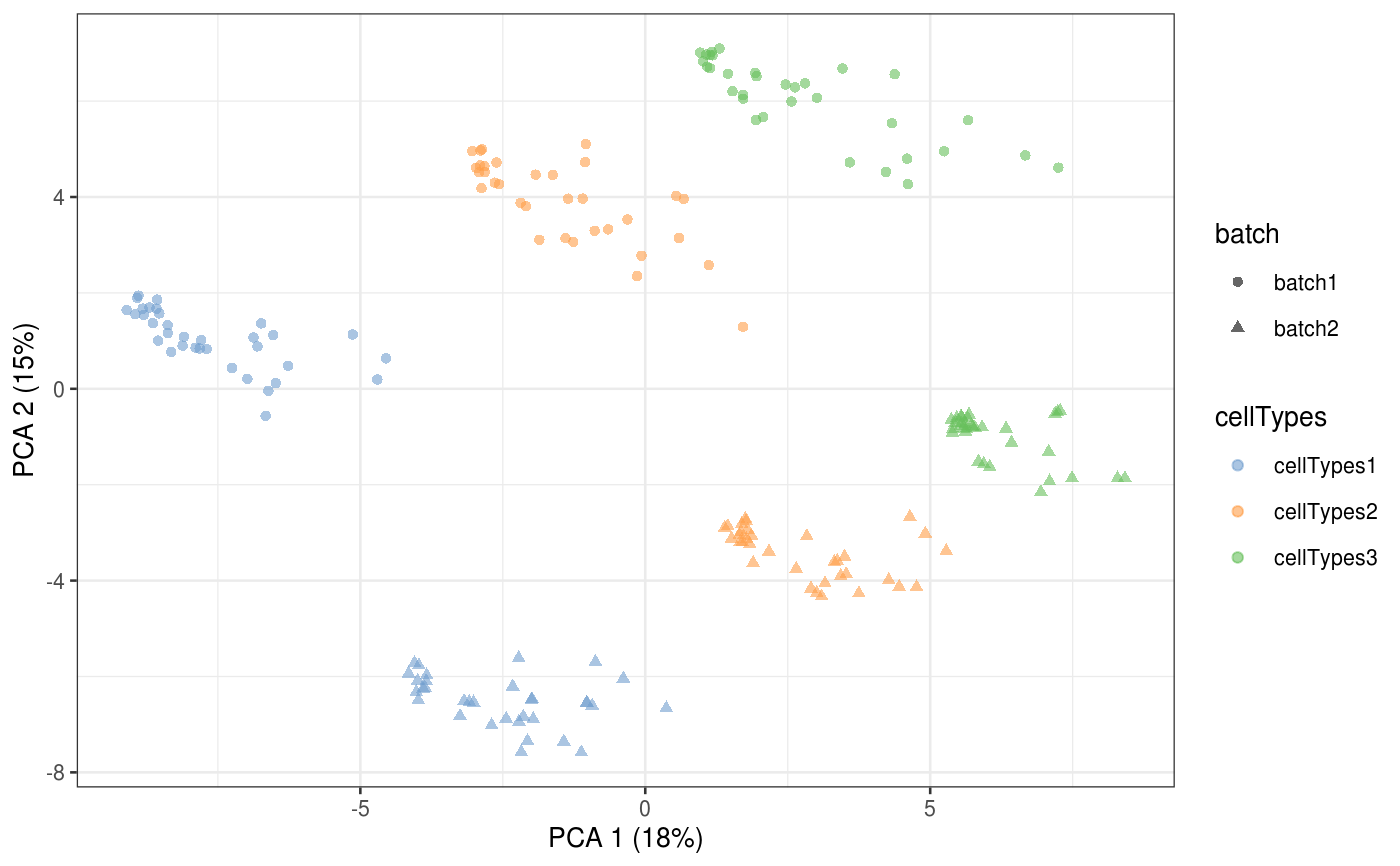 4
0
-4
-8
-5
0
5
PCA 1 (18%)
PCA 2 (15%)
batch
batch1
batch2
cellTypes
cellTypes1
cellTypes2
cellTypes3